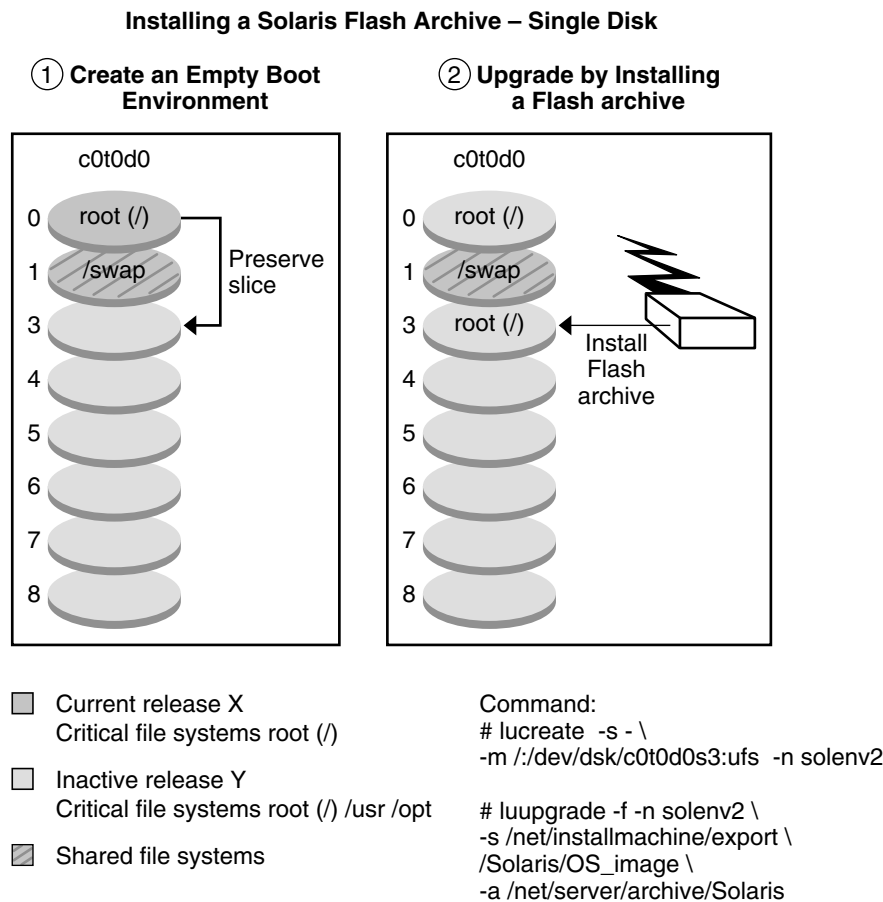 Installing a Solaris Flash Archive – Single Disk
1 Create an Empty Boot
Environment
c0t0d0
0 root (/)
1 /swap
Preserve
slice
3
4
5
6
7
8
2 Upgrade by Installing
a Flash archive
c0t0d0
0 root (/)
1 /swap
3 root (/)
Install
Flash
archive
4
5
6
7
8
Current release X
Critical file systems root (/)
Inactive release Y
Critical file systems root (/) /usr /opt
Shared file systems
Command:
# lucreate -s - \
-m /:/dev/dsk/c0t0d0s3:ufs -n solenv2
# luupgrade -f -n solenv2 \
-s /net/installmachine/export \
/Solaris/OS_image \
-a /net/server/archive/Solaris